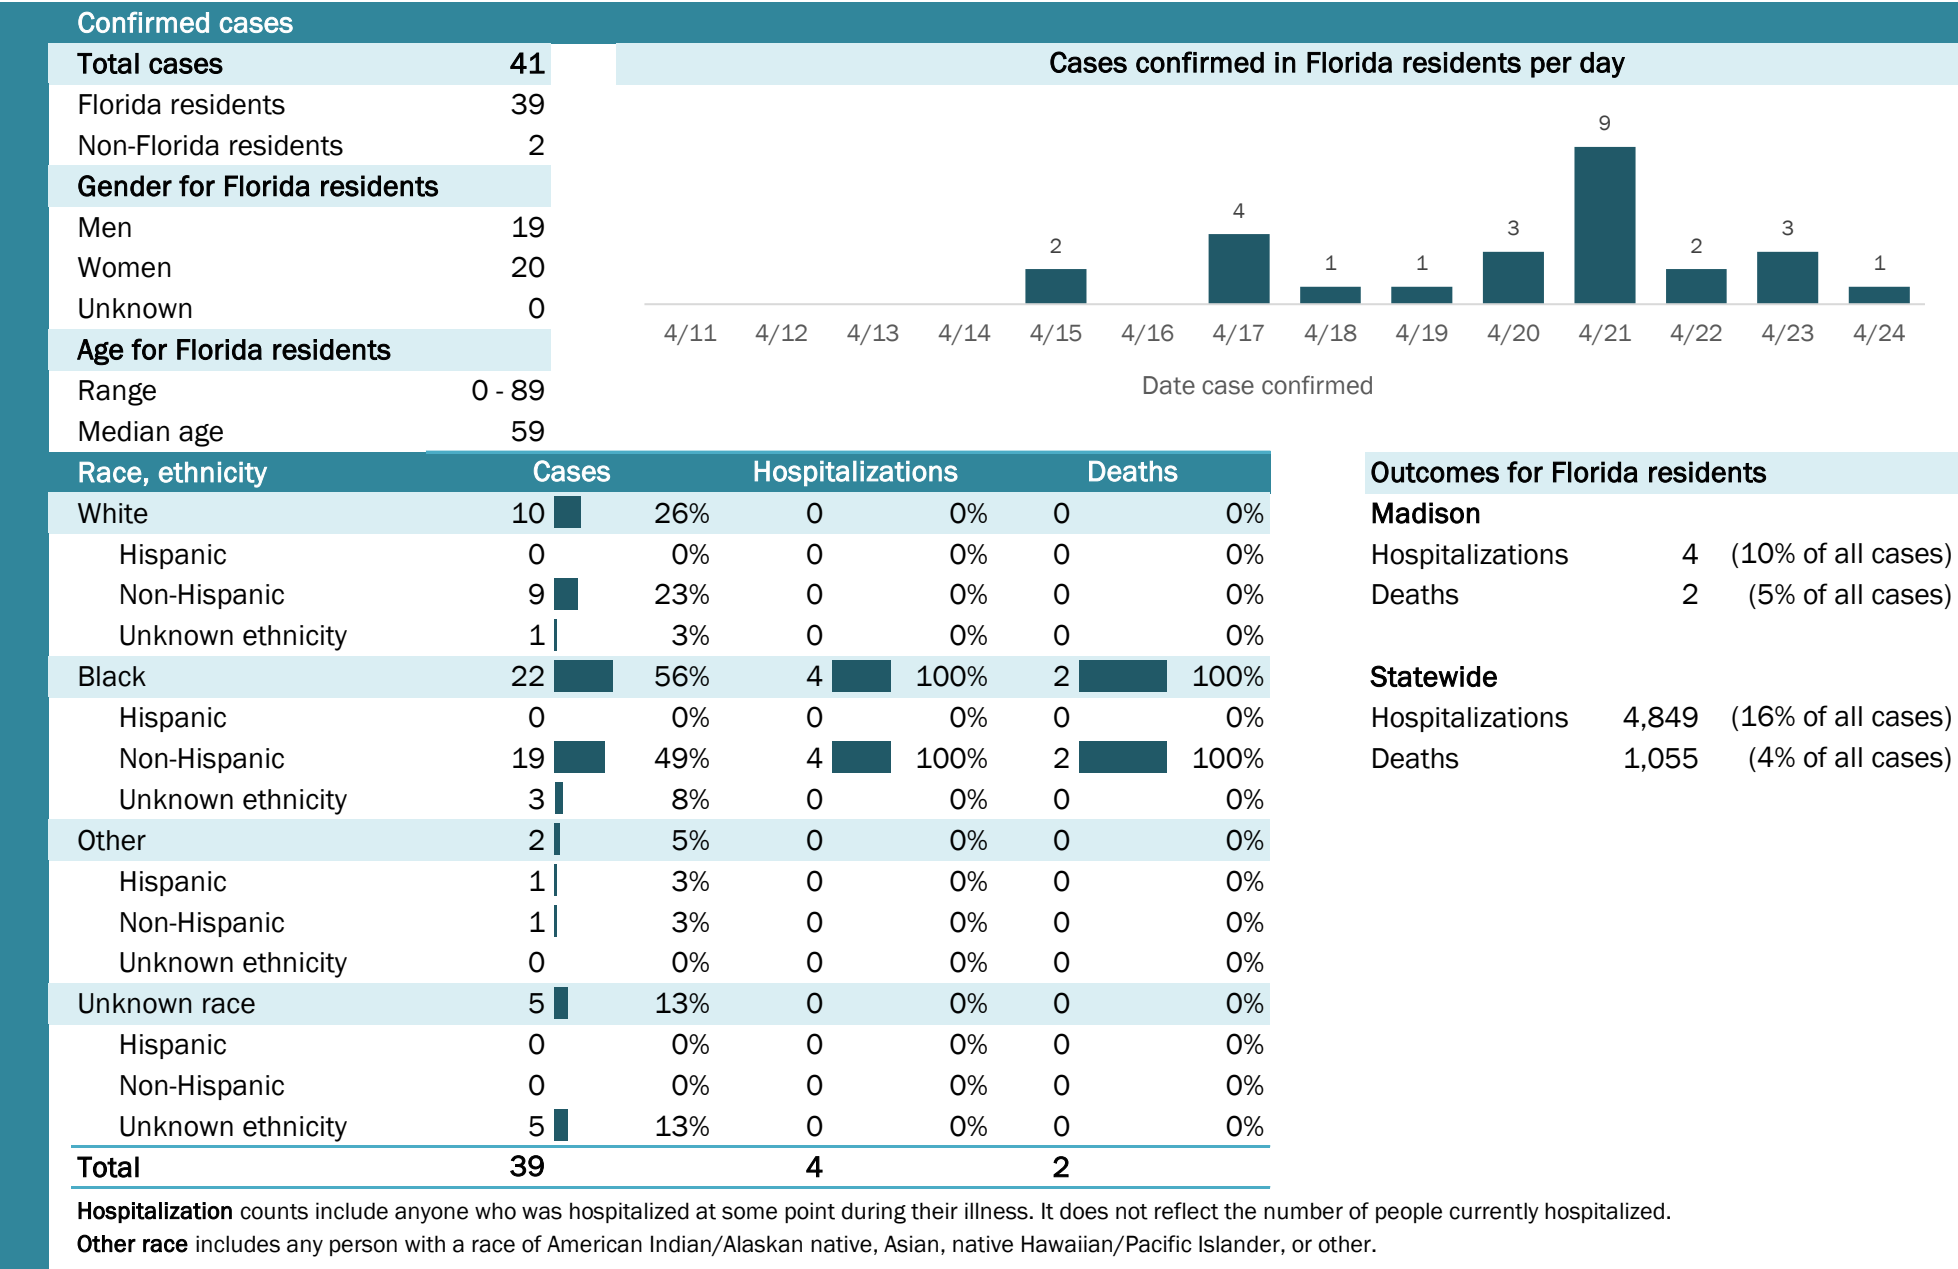 Confirmed cases
Total cases 41
Florida residents 39
Non-Florida residents 2
Gender for Florida residents
Men 19
Women 20
Unknown 0
Age for Florida residents
Range 0 - 89
Median age 59
Cases confirmed in Florida residents per day
2 4 1 1 3 9 2 3 1
4/11 4/12 4/13 4/14 4/15 4/16 4/17 4/18 4/19 4/20 4/21 4/22 4/23 4/24
Date case confirmed
Race, ethnicity Cases Hospitalizations Deaths
White 10 26% 0 0% 0 0%
Hispanic 0 0% 0 0% 0 0%
Non-Hispanic 9 23% 0 0% 0 0%
Unknown ethnicity 1 3% 0 0% 0 0%
Black 22 56% 4 100% 2 100%
Hispanic 0 0% 0 0% 0 0%
Non-Hispanic 19 49% 4 100% 2 100%
Unknown ethnicity 3 8% 0 0% 0 0%
Other 2 5% 0 0% 0 0%
Hispanic 1 3% 0 0% 0 0%
Non-Hispanic 1 3% 0 0% 0 0%
Unknown ethnicity 0 0% 0 0% 0 0%
Unknown race 5 13% 0 0% 0 0%
Hispanic 0 0% 0 0% 0 0%
Non-Hispanic 0 0% 0 0% 0 0%
Unknown ethnicity 5 13% 0 0% 0 0%
Total 39 4 2
Outcomes for Florida residents
Madison
Hospitalizations 4 (10% of all cases)
Deaths 2 (5% of all cases)
Statewide
Hospitalizations 4,849 (16% of all cases)
Deaths 1,055 (4% of all cases)
Hospitalization counts include anyone who was hospitalized at some point during their illness. It does not reflect the number of people currently hospitalized.
Other race includes any person with a race of American Indian/Alaskan native, Asian, native Hawaiian/Pacific Islander, or other.